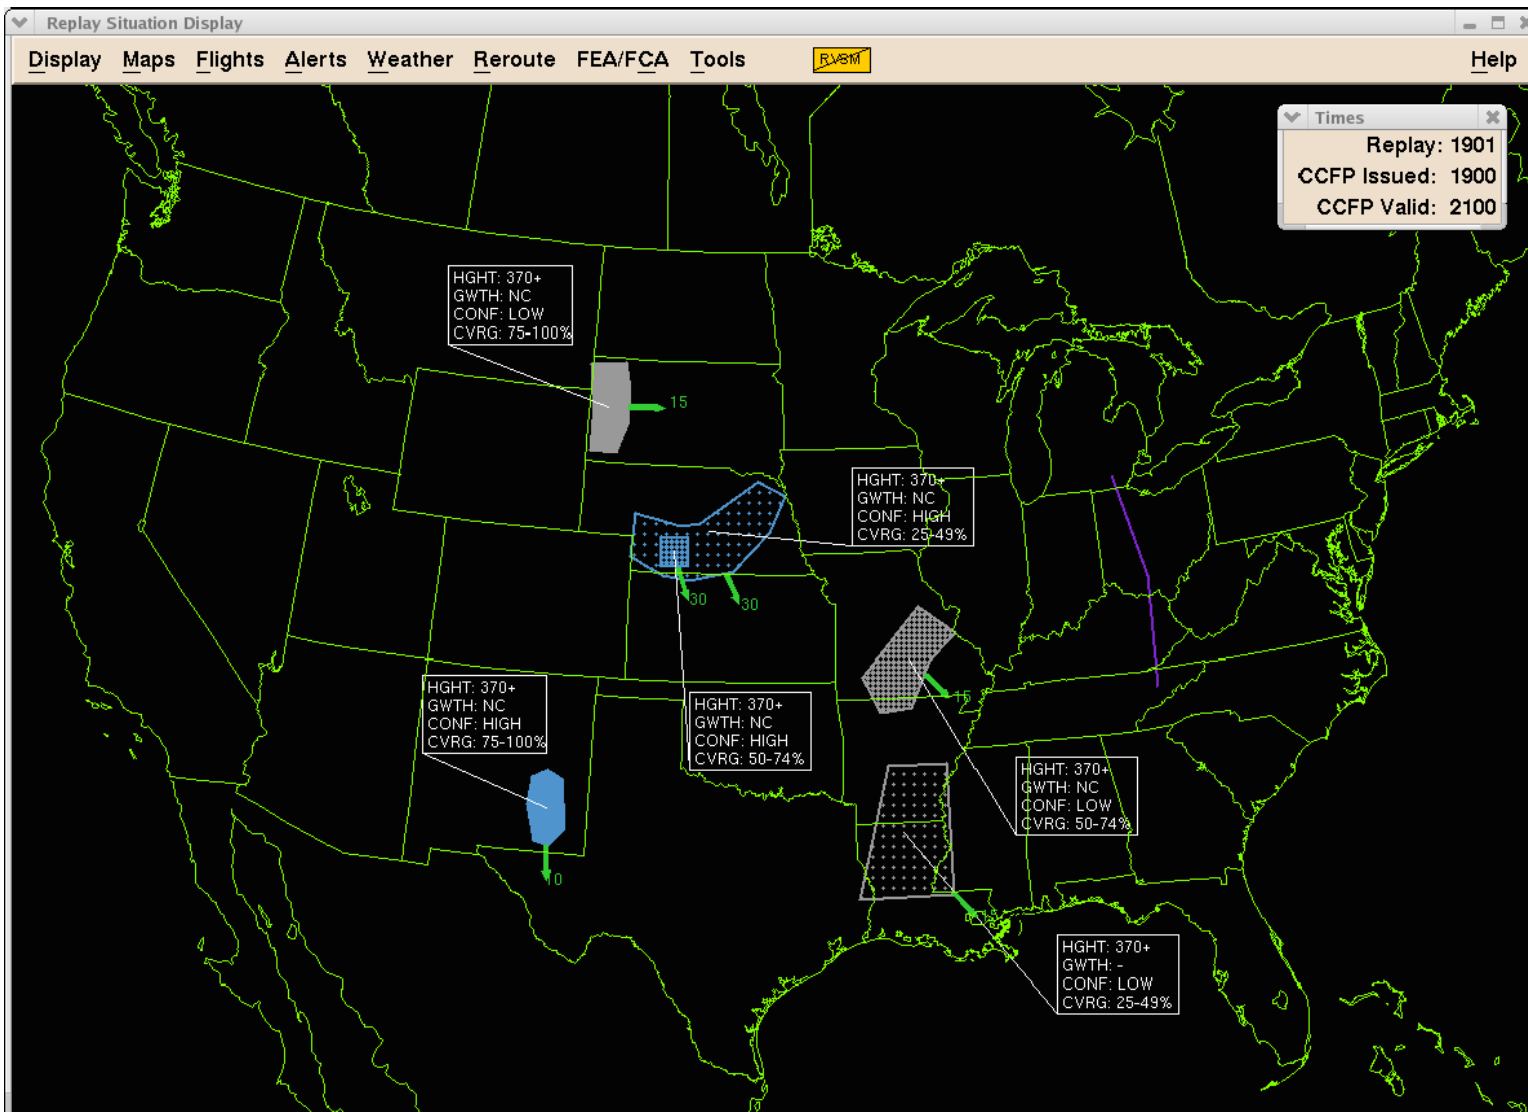 Replay Situation Display
Display Maps Flights Alerts Weather Reroute FEA/FCA Tools RVSM Help
Times
Replay: 1901
CCFP Issued: 1900
CCFP Valid: 2100
HGHT: 370+
GWTH: NC
CONF: LOW
CVRG: 75-100%
15
HGHT: 370+
GWTH: NC
CONF: HIGH
CVRG: 25-49%
30
30
HGHT: 370+
GWTH: NC
CONF: HIGH
CVRG: 75-100%
HGHT: 370+
GWTH: NC
CONF: HIGH
CVRG: 50-74%
15
HGHT: 370+
GWTH: NC
CONF: LOW
CVRG: 50-74%
10
15
HGHT: 370+
GWTH: -
CONF: LOW
CVRG: 25-49%